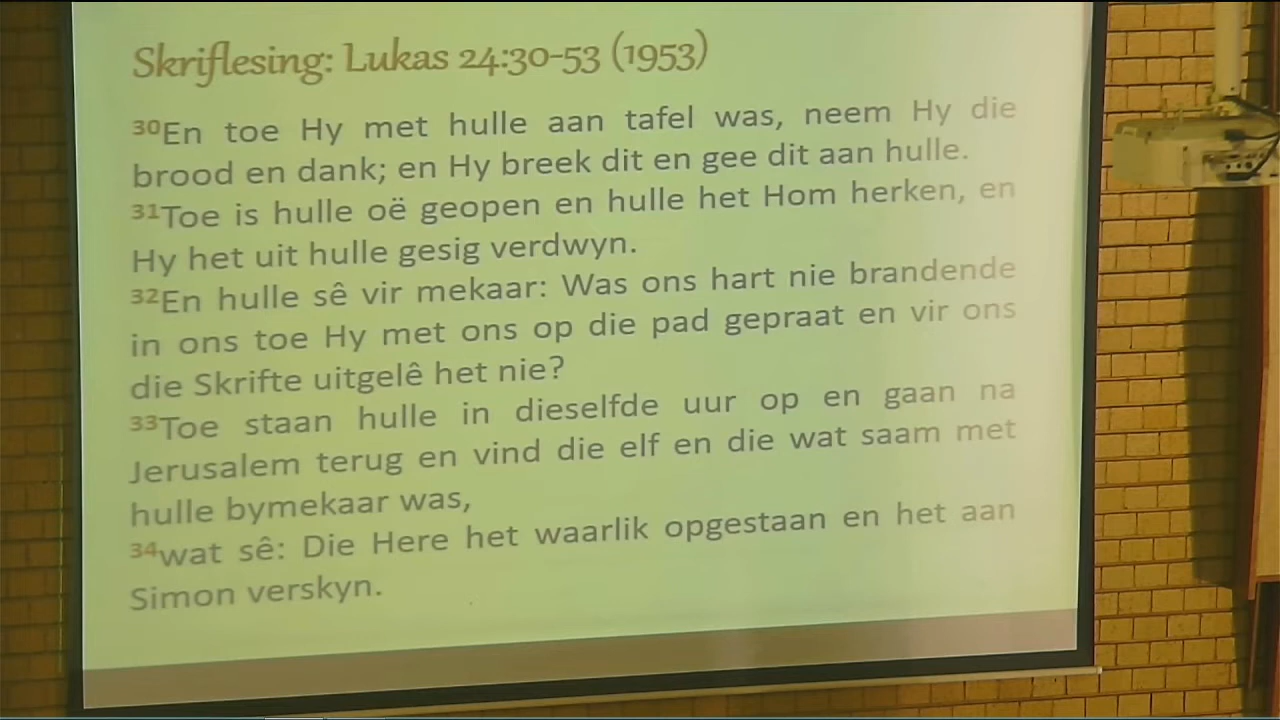 Skriflesing: Lukas 24:30-53 (1953)
30En toe Hy met hulle aan tafel was, neem Hy die
brood en dank; en Hy breek dit en gee dit aan hulle.
31Toe is hulle oë geopen en hulle het Hom herken, en
Hy het uit hulle gesig verdwyn.
32En hulle sê vir mekaar: Was ons hart nie brandende
in ons toe Hy met ons op die pad gepraat en vir ons
die Skrifte uitgelê het nie?
33Toe staan hulle in dieselfde uur op en gaan na
Jerusalem terug en vind die elf en die wat saam met
hulle bymekaar was,
34wat sê: Die Here het waarlik opgestaan en het aan
Simon verskyn.